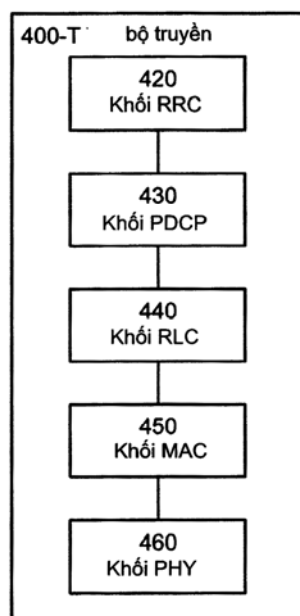 400-T bộ truyền
420
Khối RRC
430
Khối PDCP
440
Khối RLC
450
Khối MAC
460
Khối PHY